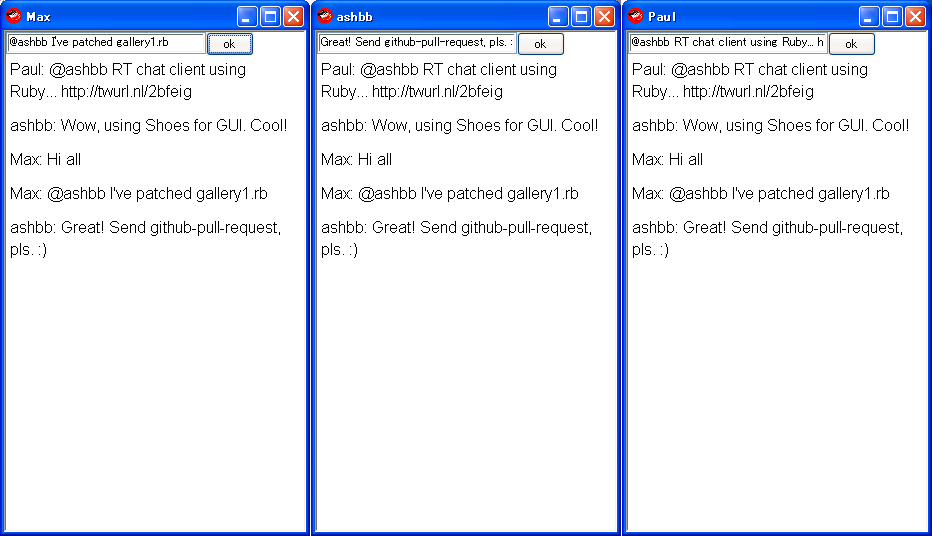 Max
@ashbb I've patched gallery1.rb
ok
Paul: @ashbb RT chat client using
Ruby... http://twurl.nl/2bfeig
ashbb: Wow, using Shoes for GUI. Cool!
Max: Hi all
Max: @ashbb I've patched gallery1.rb
ashbb: Great! Send github-pull-request,
pls. :)
ashbb
Great! Send github-pull-request, pls. :
ok
Paul: @ashbb RT chat client using
Ruby... http://twurl.nl/2bfeig
ashbb: Wow, using Shoes for GUI. Cool!
Max: Hi all
Max: @ashbb I've patched gallery1.rb
ashbb: Great! Send github-pull-request,
pls. :)
Paul
@ashbb RT chat client using Ruby... h
ok
Paul: @ashbb RT chat client using
Ruby... http://twurl.nl/2bfeig
ashbb: Wow, using Shoes for GUI. Cool!
Max: Hi all
Max: @ashbb I've patched gallery1.rb
ashbb: Great! Send github-pull-request,
pls. :)